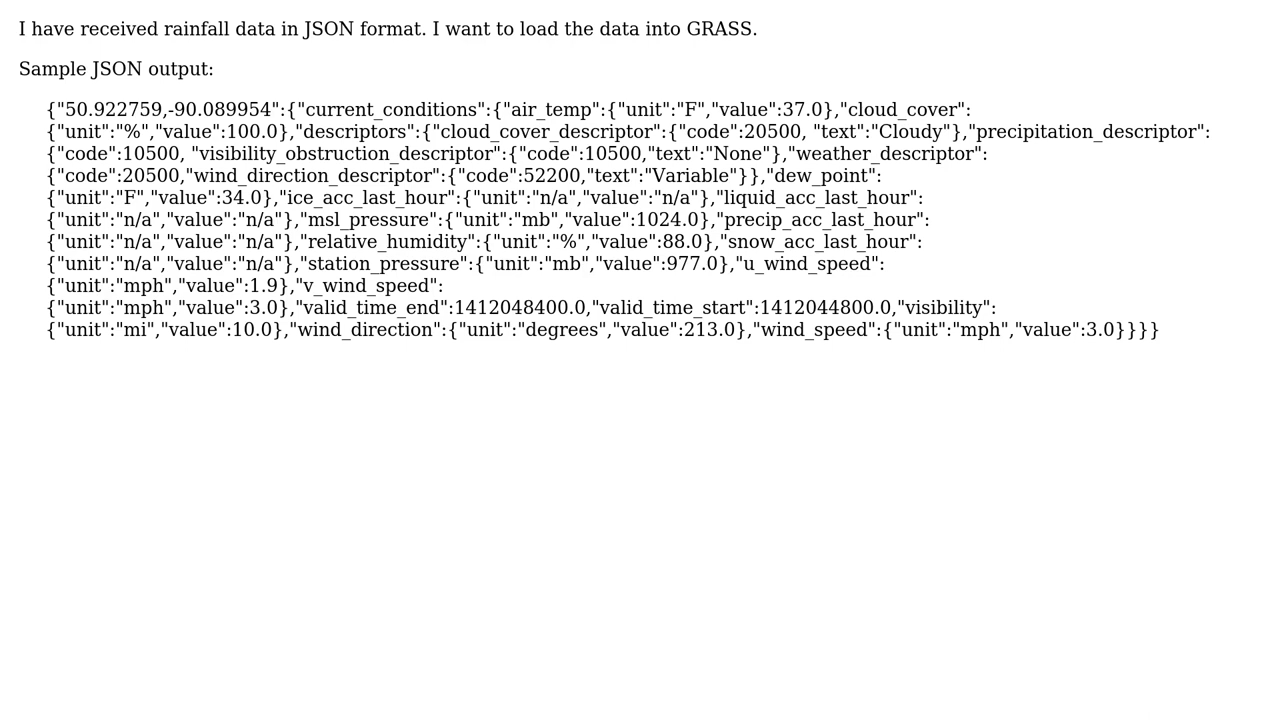 I have received rainfall data in JSON format. I want to load the data into GRASS.
Sample JSON output:
{"50.922759,-90.089954":{"current_conditions":{"air_temp":{"unit":"F","value":37.0},"cloud_cover":
{"unit":"%","value":100.0},"descriptors":{"cloud_cover_descriptor":{"code":20500, "text":"Cloudy"},"precipitation_descriptor":
{"code":10500, "visibility_obstruction_descriptor":{"code":10500,"text":"None"},"weather_descriptor":
{"code":20500,"wind_direction_descriptor":{"code":52200,"text":"Variable"}},"dew_point":
{"unit":"F","value":34.0},"ice_acc_last_hour":{"unit":"n/a","value":"n/a"},"liquid_acc_last_hour":
{"unit":"n/a","value":"n/a"},"msl_pressure":{"unit":"mb","value":1024.0},"precip_acc_last_hour":
{"unit":"n/a","value":"n/a"},"relative_humidity":{"unit":"%","value":88.0},"snow_acc_last_hour":
{"unit":"n/a","value":"n/a"},"station_pressure":{"unit":"mb","value":977.0},"u_wind_speed":
{"unit":"mph","value":1.9},"v_wind_speed":
{"unit":"mph","value":3.0},"valid_time_end":1412048400.0,"valid_time_start":1412044800.0,"visibility":
{"unit":"mi","value":10.0},"wind_direction":{"unit":"degrees","value":213.0},"wind_speed":{"unit":"mph","value":3.0}}}}